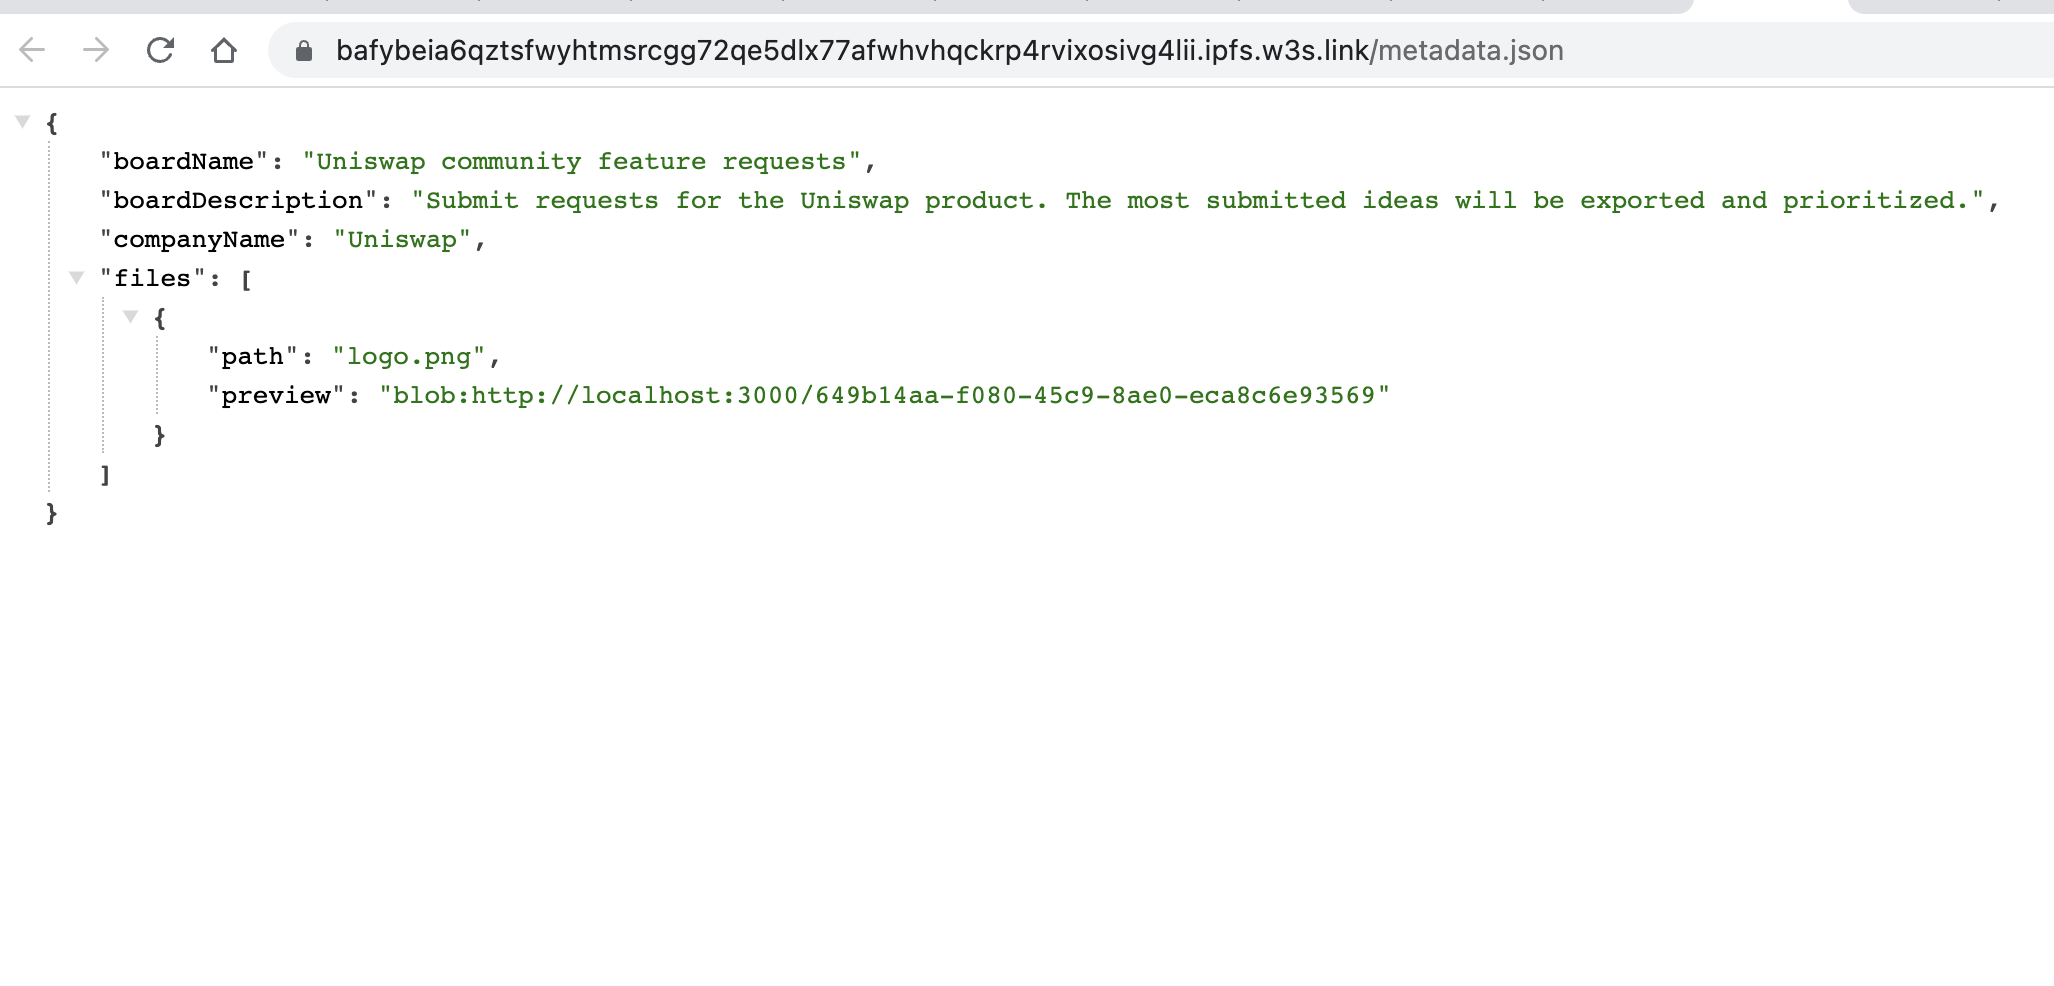 bafybeia6qztsfwyhtmsrcgg72qe5dlx77afwhvhqckrp4rvixosivg4lii.ipfs.w3s.link/metadata.json
{
"boardName": "Uniswap community feature requests",
"boardDescription": "Submit requests for the Uniswap product. The most submitted ideas will be exported and prioritized.",
"companyName": "Uniswap",
"files": [
{
"path": "logo.png",
"preview": "blob:http://localhost:3000/649b14aa-f080-45c9-8ae0-eca8c6e93569"
}
]
}